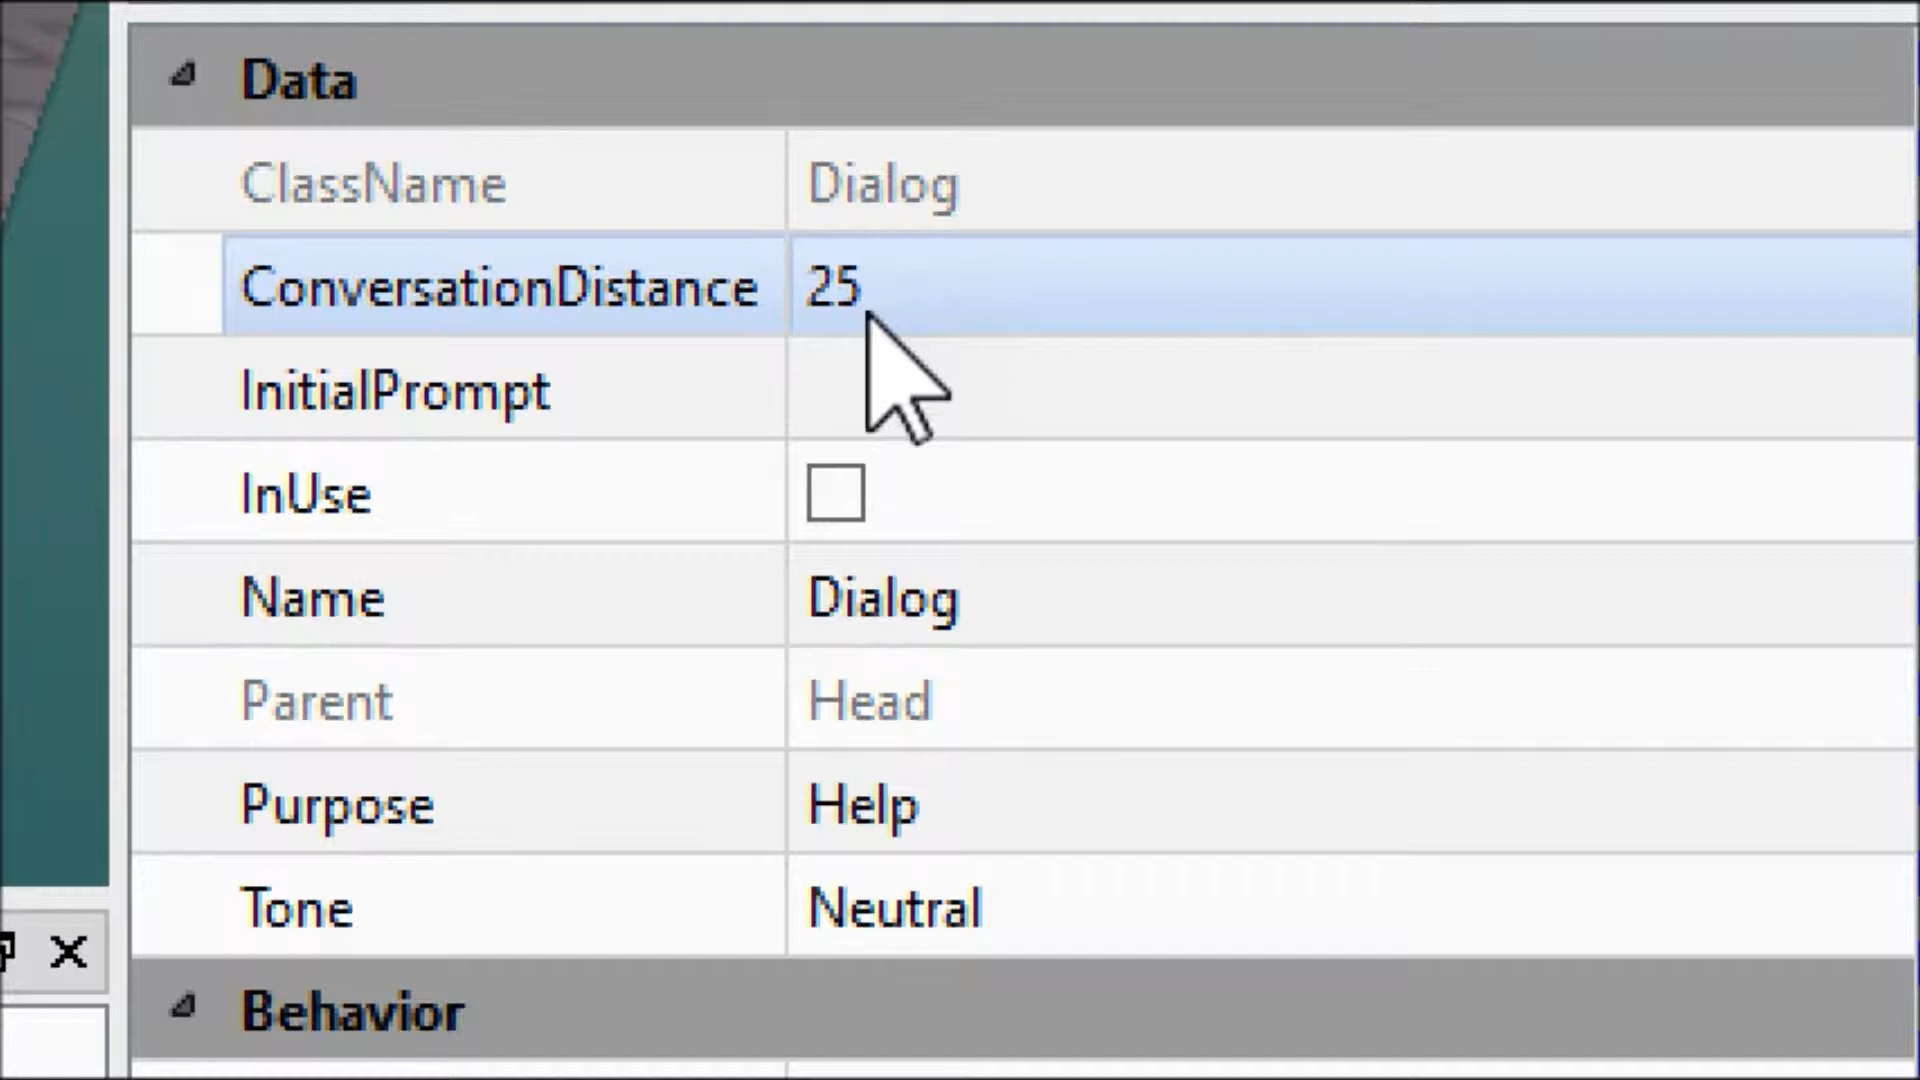 Data
ClassName Dialog
ConversationDistance 25
InitialPrompt
InUse
Name Dialog
Parent Head
Purpose Help
Tone Neutral
Behavior